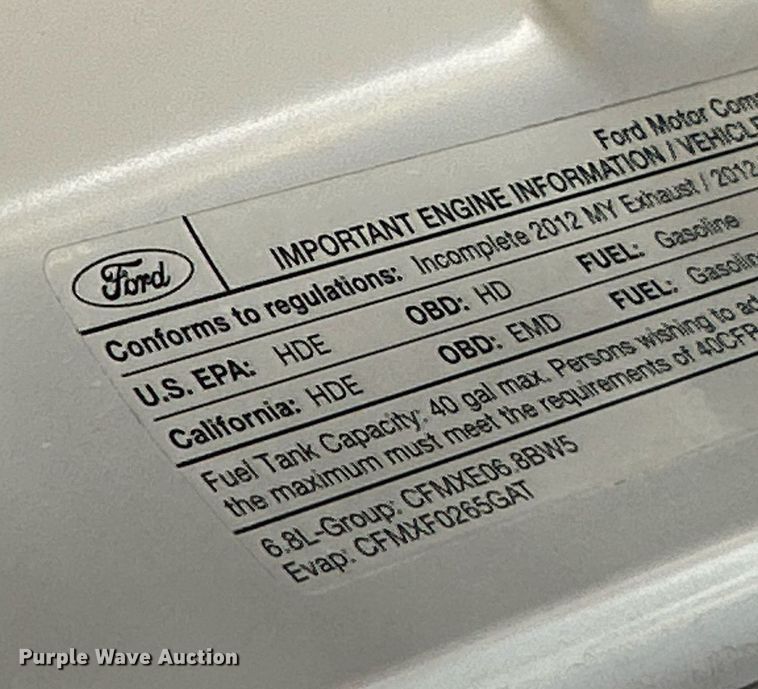 Ford Motor Com
Ford
IMPORTANT ENGINE INFORMATION / VEHICLE
Conforms to regulations: Incomplete 2012 MY Exhaust / 2012
U.S. EPA: HDE OBD: HD FUEL: Gasoline
California: HDE OBD: EMD FUEL: Gasolin
Fuel Tank Capacity: 40 gal max. Persons wishing to ad
the maximum must meet the requirements of 40CFR
6.8L-Group: CFMXE06.8BW5
Evap: CFMXF0265GAT
Purple Wave Auction